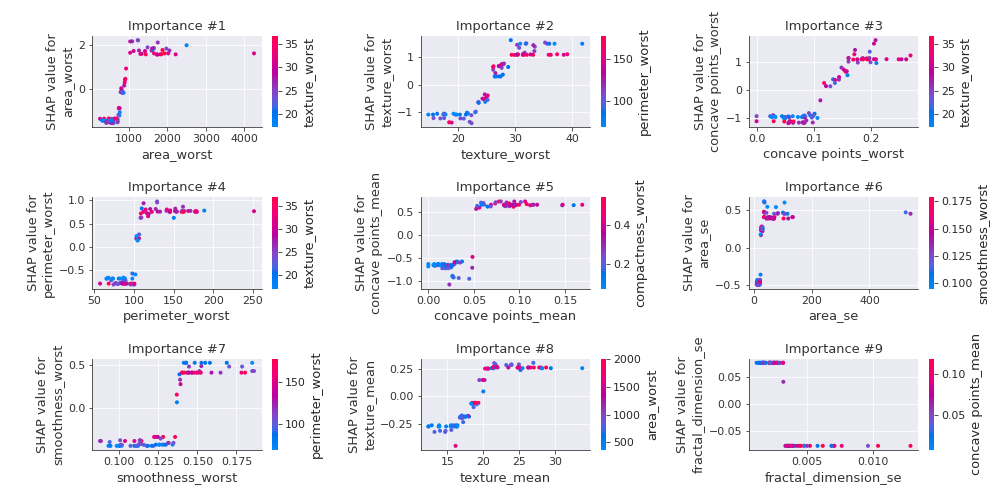 Importance #1
SHAP value for
area_worst
2
0
1000 2000 3000 4000
area_worst
35
30
25
20
texture_worst
Importance #2
SHAP value for
texture_worst
1
0
−1
20 30 40
texture_worst
150
100
perimeter_worst
Importance #3
SHAP value for
concave points_worst
1
0
−1
0.0 0.1 0.2
concave points_worst
35
30
25
20
texture_worst
Importance #4
SHAP value for
perimeter_worst
1.0
0.5
0.0
−0.5
50 100 150 200 250
perimeter_worst
35
30
25
20
texture_worst
Importance #5
SHAP value for
concave points_mean
0.5
0.0
−0.5
−1.0
0.00 0.05 0.10 0.15
concave points_mean
0.4
0.2
compactness_worst
Importance #6
SHAP value for
area_se
0.5
0.0
−0.5
0 200 400
area_se
0.175
0.150
0.125
0.100
smoothness_worst
Importance #7
SHAP value for
smoothness_worst
0.5
0.0
0.100 0.125 0.150 0.175
smoothness_worst
150
100
perimeter_worst
Importance #8
SHAP value for
texture_mean
0.25
0.00
−0.25
15 20 25 30
texture_mean
2000
1500
1000
500
area_worst
Importance #9
SHAP value for
fractal_dimension_se
0.05
0.00
−0.05
0.005 0.010
fractal_dimension_se
0.10
0.05
concave points_mean